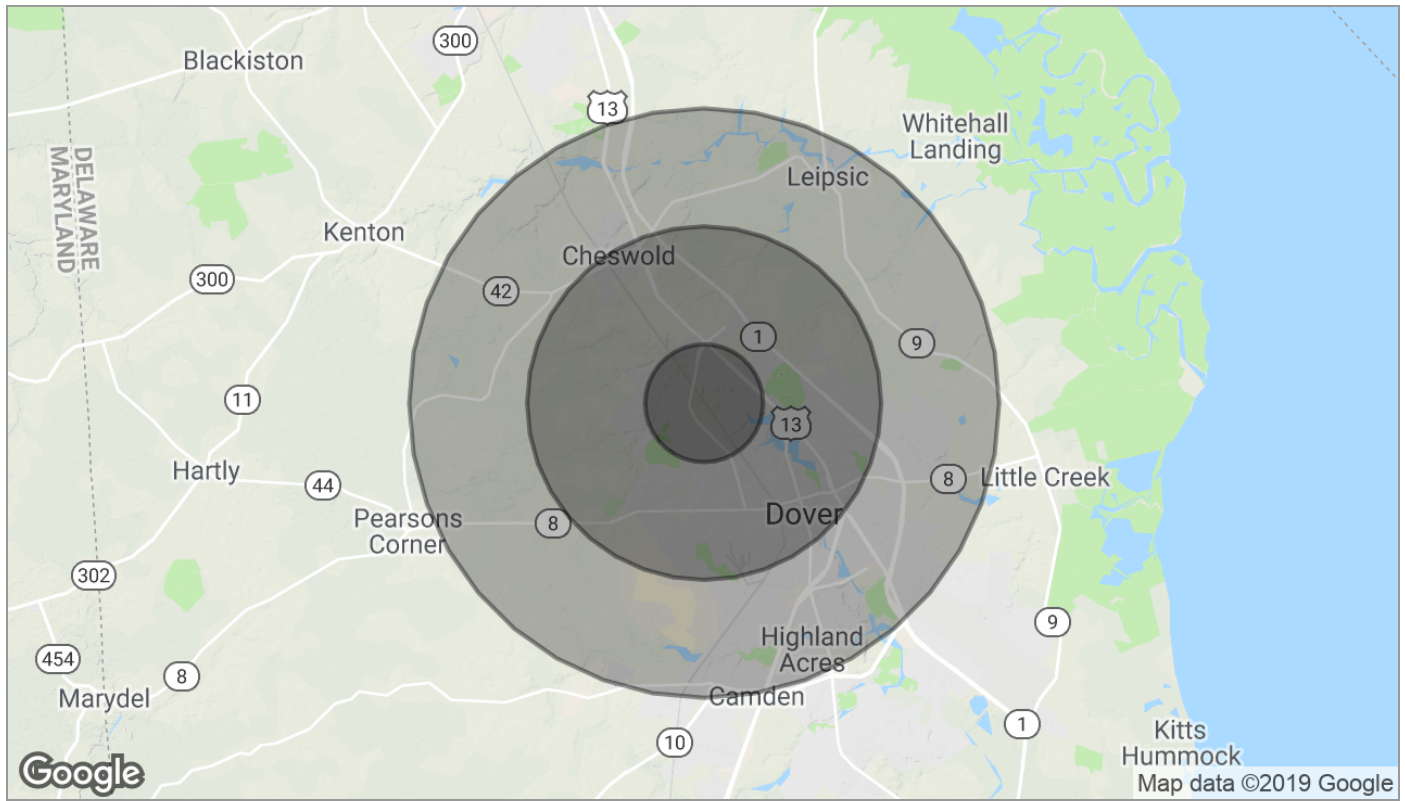 300
Blackiston
13
Whitehall
Landing
DELAWARE
MARYLAND
Leipsic
Kenton
Cheswold
300
42
1
9
11
13
Hartly
44
8
Little Creek
Pearsons
Corner
8
Dover
302
9
Highland
Acres
454
8
Marydel
Camden
1
10
Kitts
Hummock
Google
Map data ©2019 Google